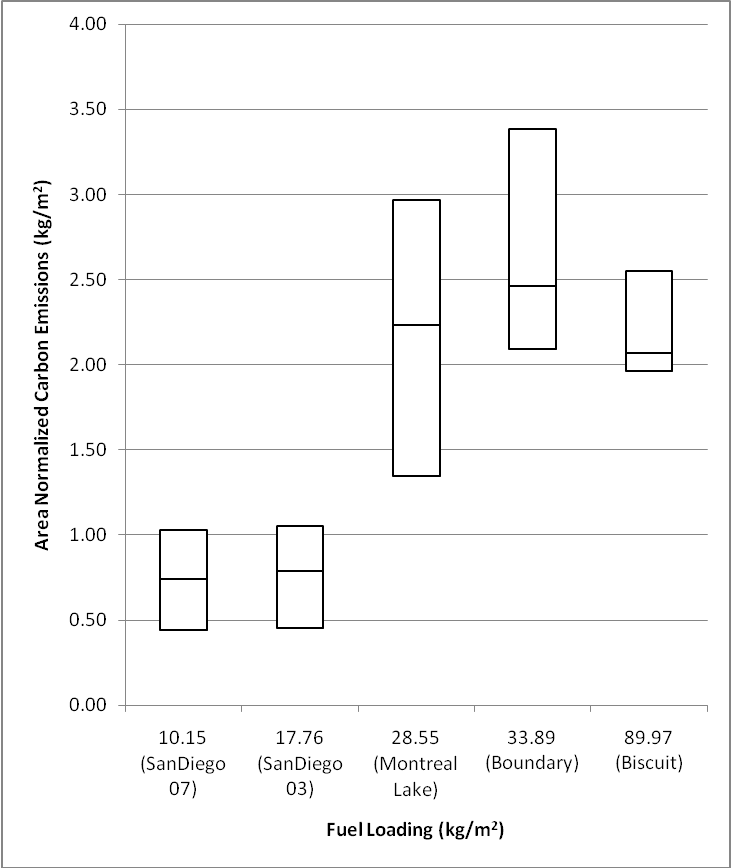 4.00
3.50
3.00
2.50
2.00
1.50
1.00
0.50
0.00
Area Normalized Carbon Emissions (kg/m²)
10.15 17.76 28.55 33.89 89.97
(SanDiego (SanDiego (Montreal (Boundary) (Biscuit)
07) 03) Lake)
Fuel Loading (kg/m²)